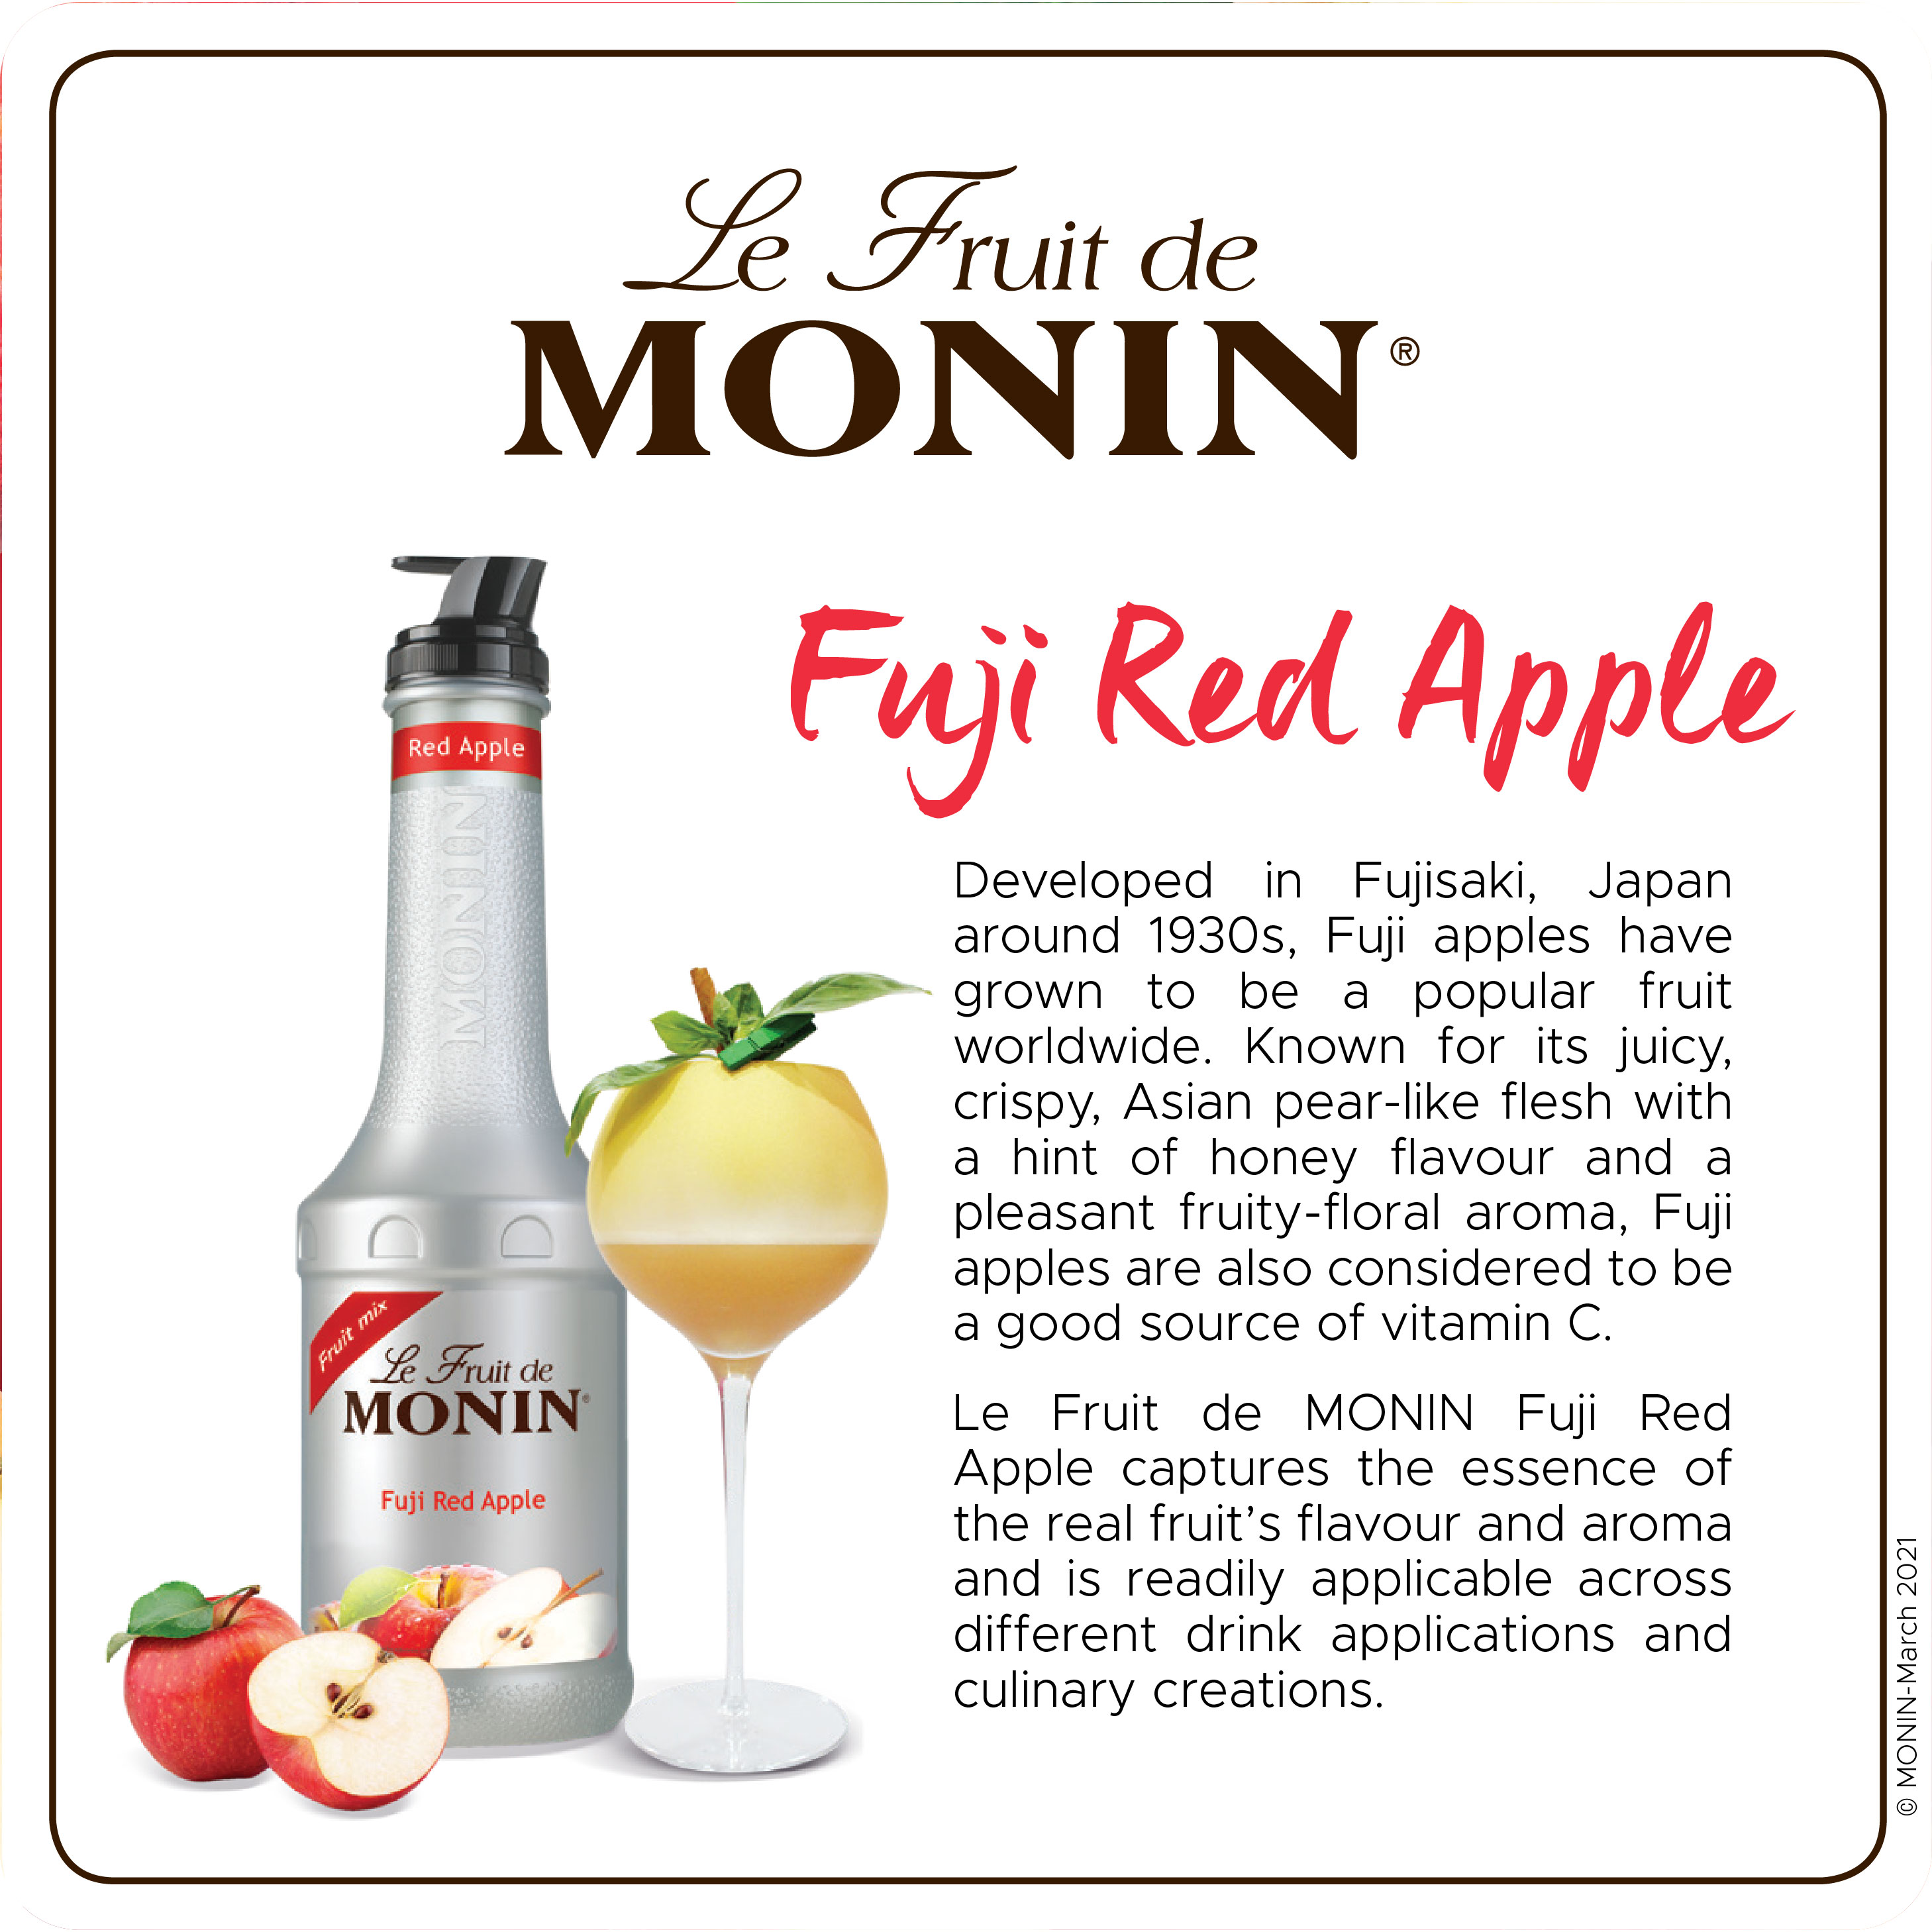 Le Fruit de
MONIN®
Fuji Red Apple
Red Apple
MONIN
Fruit mix
Le Fruit de
MONIN®
Fuji Red Apple
Developed in Fujisaki, Japan
around 1930s, Fuji apples have
grown to be a popular fruit
worldwide. Known for its juicy,
crispy, Asian pear-like flesh with
a hint of honey flavour and a
pleasant fruity-floral aroma, Fuji
apples are also considered to be
a good source of vitamin C.
Le Fruit de MONIN Fuji Red
Apple captures the essence of
the real fruit’s flavour and aroma
and is readily applicable across
different drink applications and
culinary creations.
© MONIN-March 2021